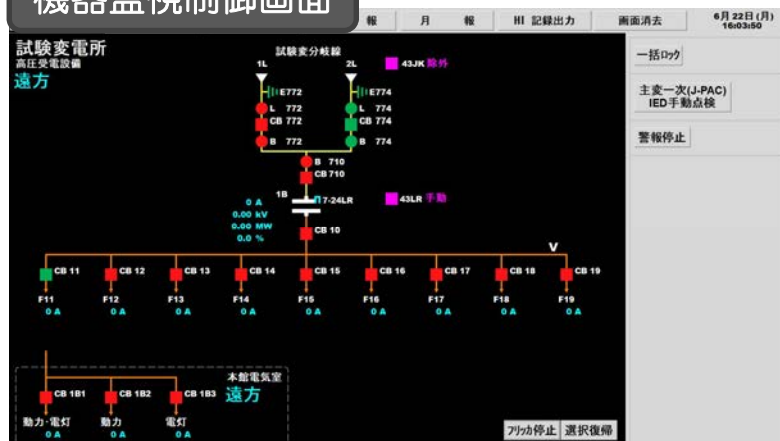 機器監視制御画面
報 月 報 HI 記録出力 画面消去 6月22日(月)
16:03:50
試験変電所
高圧受電設備
遠方
試験変分岐線
1L 2L 43JK 除外
E772 E774
L 772 L 774
CB 772 CB 774
B 772 B 774
B 710
CB 710
1B 7-24LR 43LR 手動
0 A
0.00 kV
0.00 MW
0.0 %
CB 10
V
CB 11 CB 12 CB 13 CB 14 CB 15 CB 16 CB 17 CB 18 CB 19
F11 F12 F13 F14 F15 F16 F17 F18 F19
0 A 0 A 0 A 0 A 0 A 0 A 0 A 0 A 0 A
本館電気室
遠方
CB 1B1 CB 1B2 CB 1B3
動力・電灯 動力 電灯
0 A 0 A 0 A
一括ロック
主変一次(J-PAC)
IED手動点検
警報停止
フリッカ停止 選択復帰